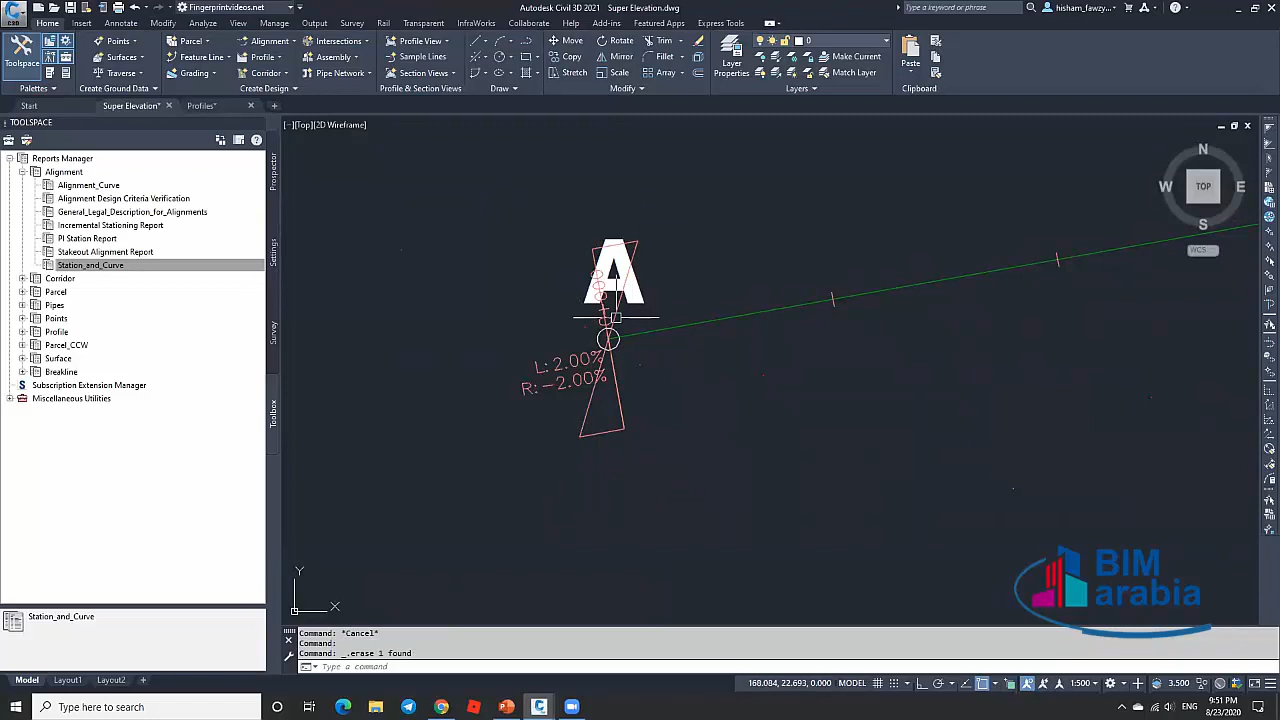 Fingerprintvideos.net
Autodesk Civil 3D 2021 Super Elevation.dwg
Type a keyword or phrase
hisham_fawzy...
Home Insert Annotate Modify Analyze View Manage Output Survey Rail Transparent InfraWorks Collaborate Help Add-ins Featured Apps Express Tools
Toolspace
Points
Surfaces
Traverse
Parcel
Feature Line
Grading
Alignment
Profile
Corridor
Intersections
Assembly
Pipe Network
Profile View
Sample Lines
Section Views
Move
Copy
Stretch
Rotate
Mirror
Scale
Trim
Fillet
Array
Layer
Properties
0
Make Current
Match Layer
Paste
Palettes Create Ground Data Create Design Profile & Section Views Draw Modify Layers Clipboard
Start Super Elevation* Profiles*
TOOLSPACE
[−][Top][2D Wireframe]
Reports Manager
Alignment
Alignment_Curve
Alignment Design Criteria Verification
General_Legal_Description_for_Alignments
Incremental Stationing Report
PI Station Report
Stakeout Alignment Report
Station_and_Curve
Corridor
Parcel
Pipes
Points
Profile
Parcel_CCW
Surface
Breakline
Subscription Extension Manager
Miscellaneous Utilities
Prospector
Settings
Survey
Toolbox
N
W TOP E
S
WCS
A
L: 2.00%
R: −2.00%
Y
X
BIM
arabia
Station_and_Curve
Command: *Cancel*
Command:
Command: _.erase 1 found
Type a command
Model Layout1 Layout2
168.084, 22.693, 0.000 MODEL 1:500 3.500
Type here to search
ENG
9:51 PM
8/23/2020